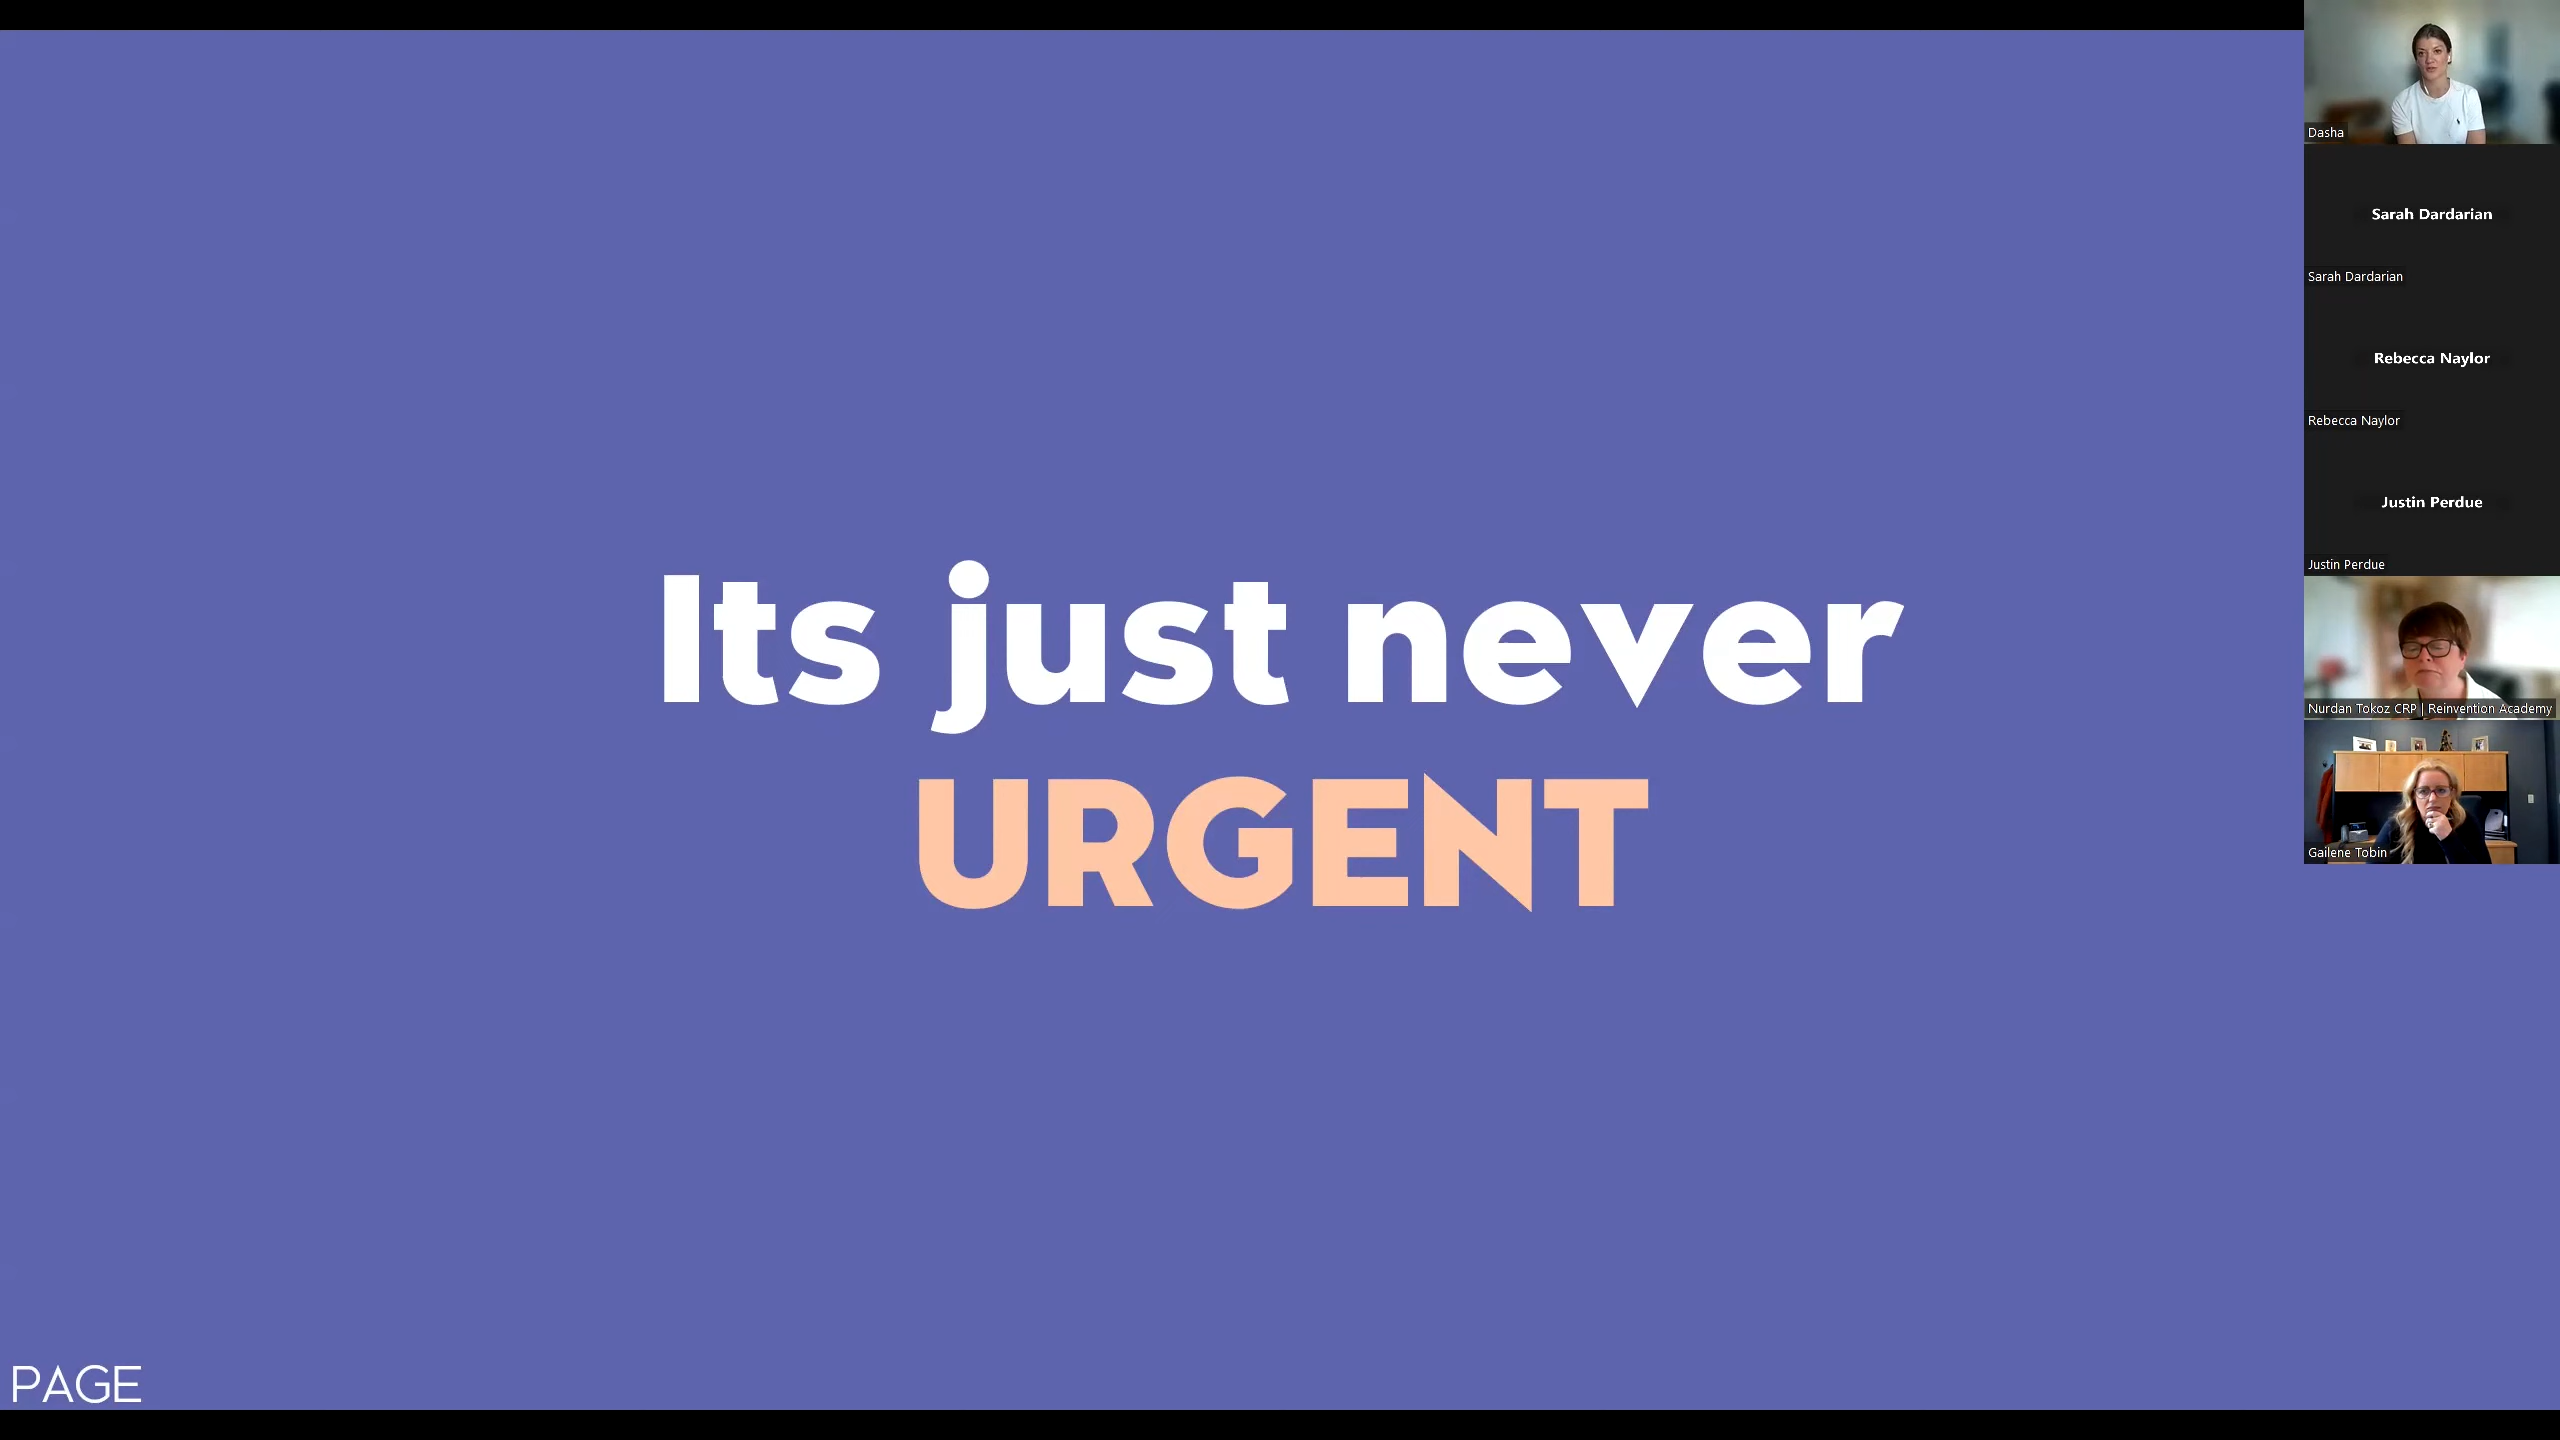 Its just never
URGENT
PAGE
Dasha
Sarah Dardarian
Sarah Dardarian
Rebecca Naylor
Rebecca Naylor
Justin Perdue
Justin Perdue
Nurdan Tokoz CRP | Reinvention Academy
Gailene Tobin